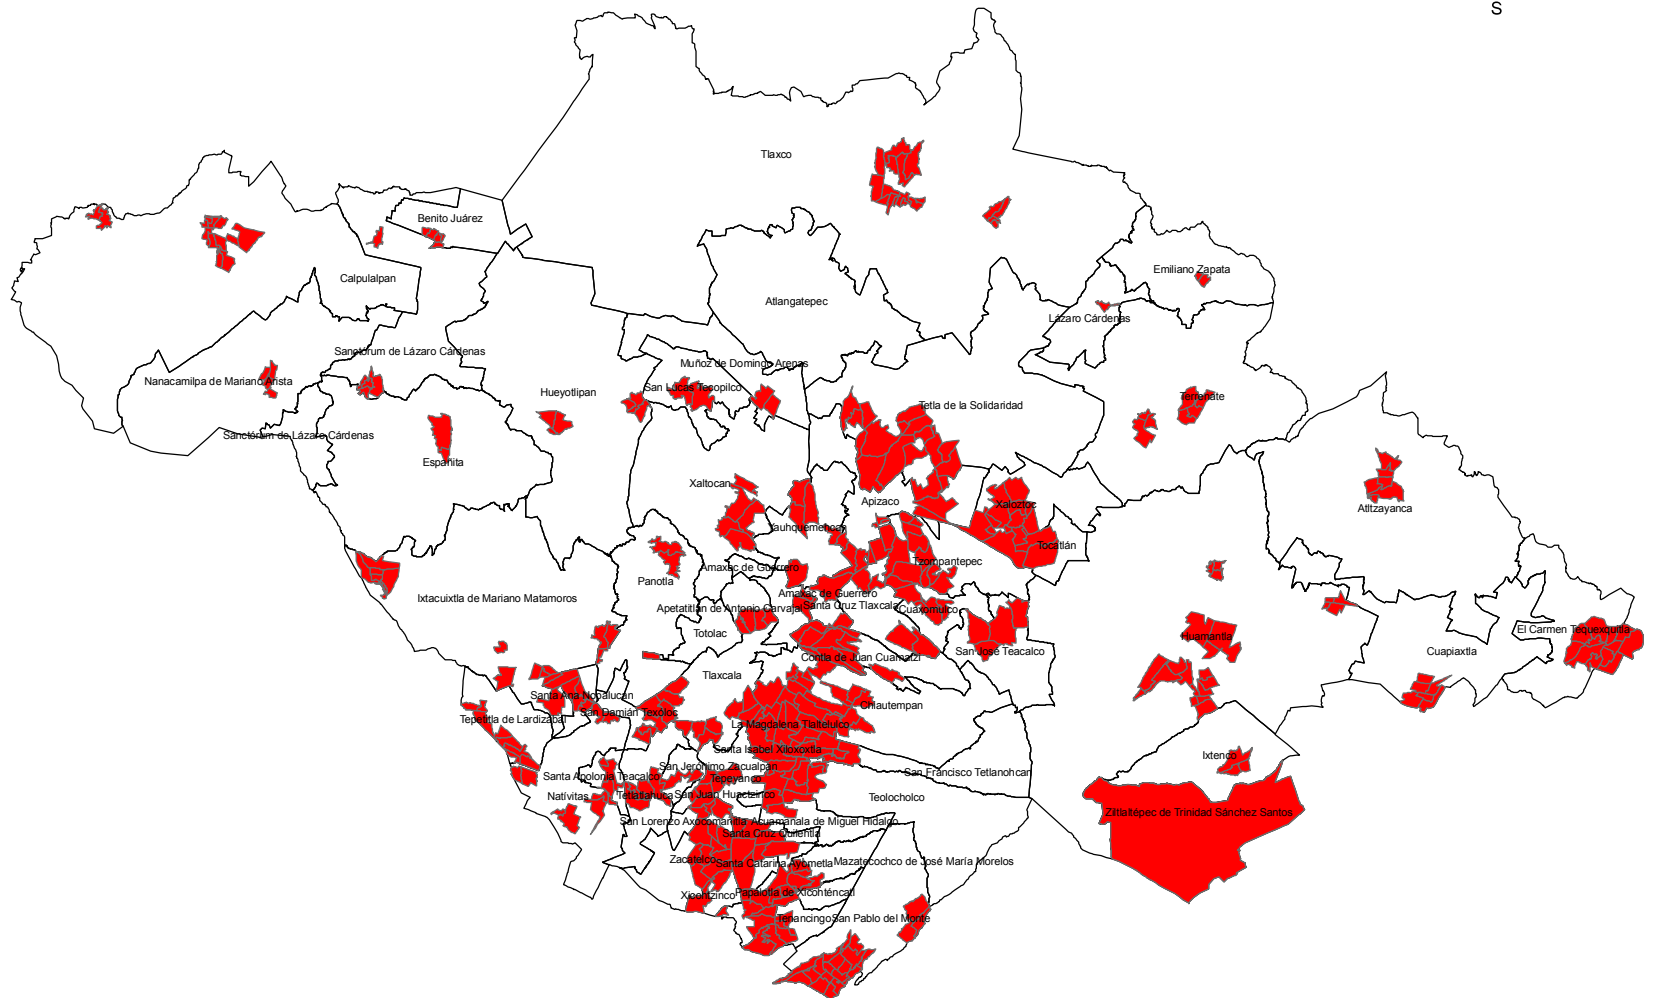 S
Tlaxco
Benito Juárez
Emiliano Zapata
Calpulalpan
Atlangatepec
Lázaro Cárdenas
Sanctórum de Lázaro Cárdenas
Muñoz de Domingo Arenas
Nanacamilpa de Mariano Arista
San Lucas Tecopilco
Hueyotlipan
Terrenate
Tetla de la Solidaridad
Sanctórum de Lázaro Cárdenas
Españita
Xaltocan
Apizaco
Xaloztoc
Atltzayanca
Yauhquemehcan
Tocatlán
Tzompantepec
Amaxac de Guerrero
Panotla
Amaxac de Guerrero
Ixtacuixtla de Mariano Matamoros
Apetatitlán de Antonio Carvajal
Santa Cruz Tlaxcala
Cuaxomulco
El Carmen Tequexquitla
Totolac
Huamantla
San José Teacalco
Cuapiaxtla
Contla de Juan Cuamatzi
Tlaxcala
Santa Ana Nopalucan
Chiautempan
San Damián Texóloc
Tepetitla de Lardizábal
La Magdalena Tlaltelulco
Santa Isabel Xiloxoxtla
Ixtenco
San Jerónimo Zacualpan
San Francisco Tetlanohcan
Santa Apolonia Teacalco
Tepeyanco
Natívitas
Tetlatlahuca
San Juan Huactzinco
Teolocholco
Ziltlaltépec de Trinidad Sánchez Santos
San Lorenzo Axocomanitla
Acuamanala de Miguel Hidalgo
Santa Cruz Quilehtla
Zacatelco
Santa Catarina Ayometla
Mazatecochco de José María Morelos
Xicohtzinco
Papalotla de Xicohténcatl
Tenancingo
San Pablo del Monte